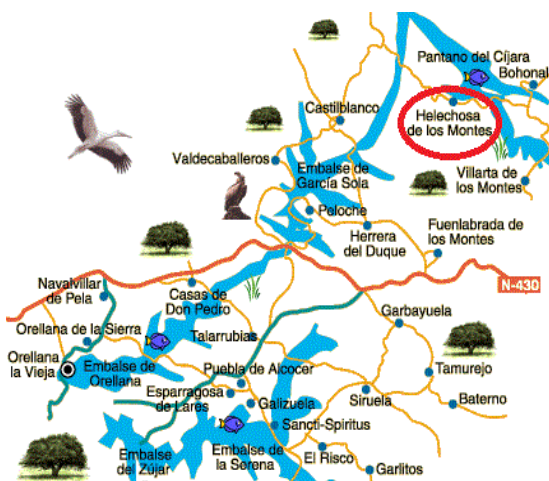 Pantano del Cíjara
Bohonal
Castilblanco
Helechosa
de los Montes
Valdecaballeros
Embalse de
García Sola
Villarta de
los Montes
Peloche
Herrera
del Duque
Fuenlabrada de
los Montes
N-430
Navalvillar
de Pela
Casas de
Don Pedro
Garbayuela
Orellana de la Sierra
Talarrubias
Orellana
la Vieja
Embalse de
Orellana
Puebla de Alcocer
Tamurejo
Esparragosa
de Lares
Galizuela
Siruela
Baterno
Sancti-Spiritus
Embalse
del Zújar
Embalse de
la Serena
El Risco
Garlitos